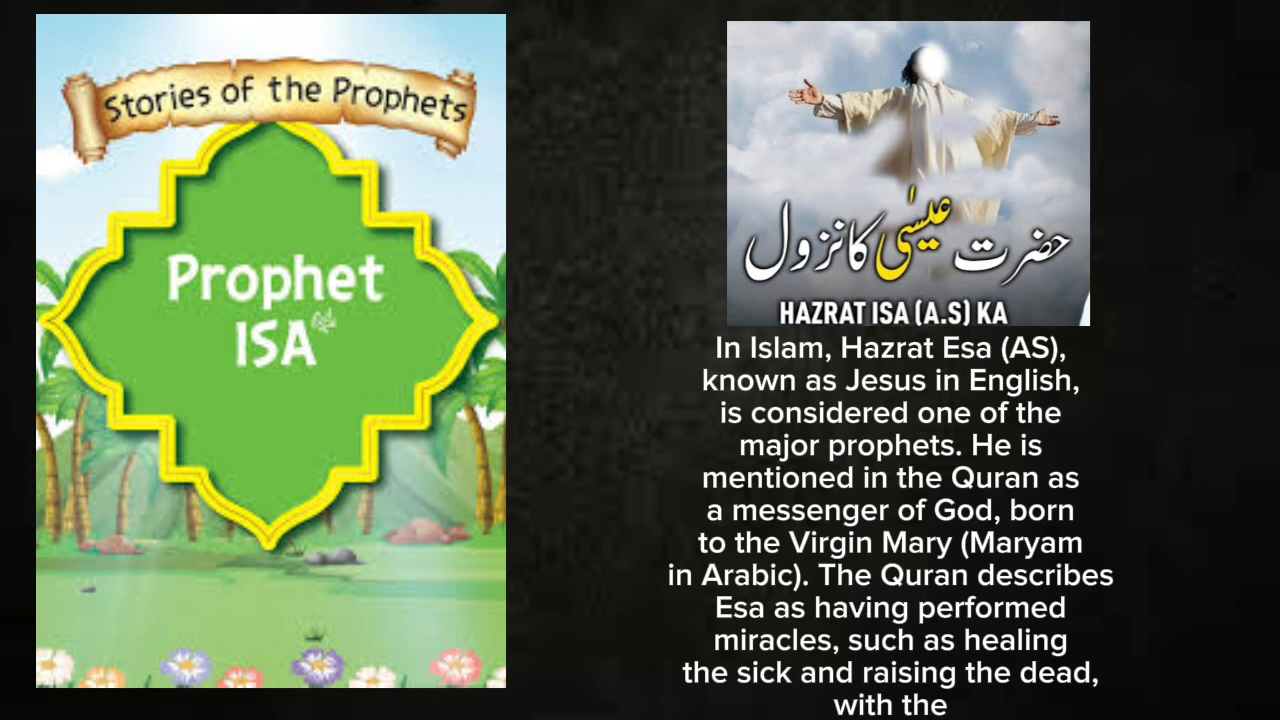 Stories of the Prophets
Prophet
ISA
حضرت عیسیٰ کا نزول
HAZRAT ISA (A.S) KA
In Islam, Hazrat Esa (AS),
known as Jesus in English,
is considered one of the
major prophets. He is
mentioned in the Quran as
a messenger of God, born
to the Virgin Mary (Maryam
in Arabic). The Quran describes
Esa as having performed
miracles, such as healing
the sick and raising the dead,
with the